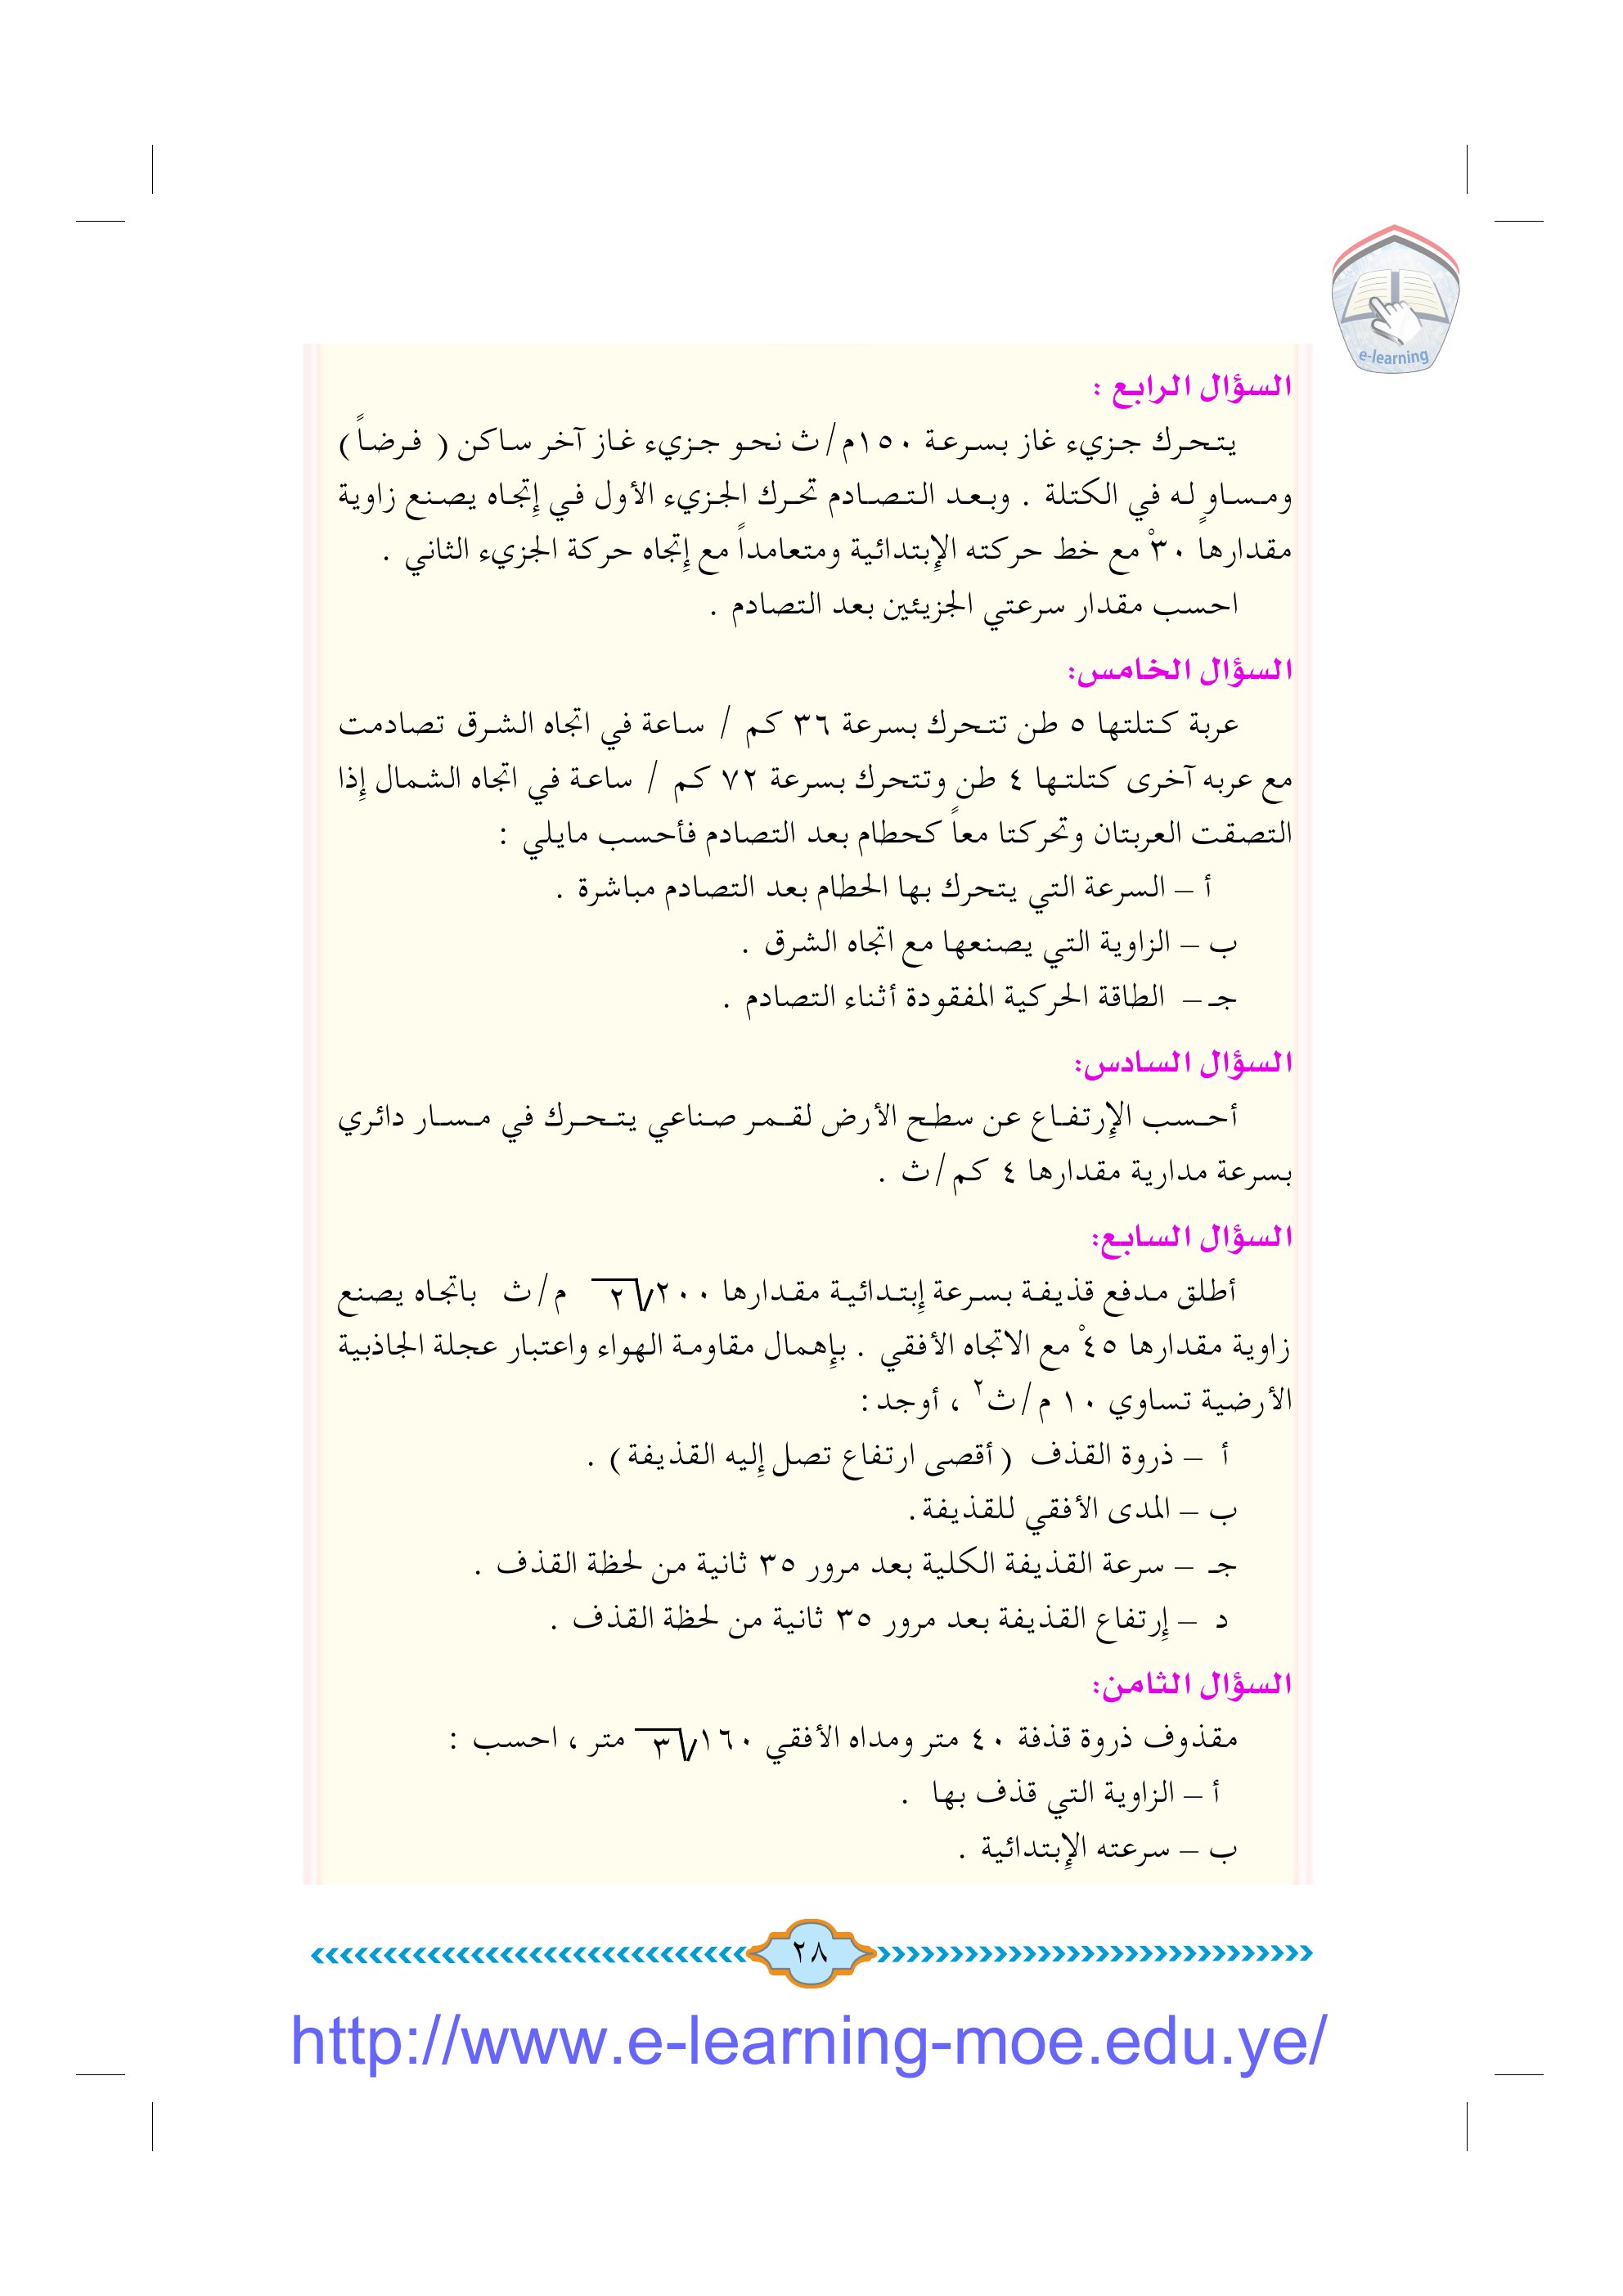 e-learning
السؤال الرابع :
يتحرك جزيء غاز بسرعة ١٥٠م/ث نحو جزيء غاز آخر ساكن ( فرضاً )
ومساوٍ له في الكتلة . وبعد التصادم تحرك الجزيء الأول في إتجاه يصنع زاوية
مقدارها ٣٠ْ مع خط حركته الإبتدائية ومتعامداً مع إتجاه حركة الجزيء الثاني .
احسب مقدار سرعتي الجزيئين بعد التصادم .
السؤال الخامس:
عربة كتلتها ٥ طن تتحرك بسرعة ٣٦ كم / ساعة في اتجاه الشرق تصادمت
مع عربه آخرى كتلتها ٤ طن وتتحرك بسرعة ٧٢ كم / ساعة في اتجاه الشمال إذا
التصقت العربتان وتحركتا معاً كحطام بعد التصادم فأحسب مايلي :
أ – السرعة التي يتحرك بها الحطام بعد التصادم مباشرة .
ب – الزاوية التي يصنعها مع اتجاه الشرق .
جـ – الطاقة الحركية المفقودة أثناء التصادم .
السؤال السادس:
أحسب الإرتفاع عن سطح الأرض لقمر صناعي يتحرك في مسار دائري
بسرعة مدارية مقدارها ٤ كم/ث .
السؤال السابع:
أطلق مدفع قذيفة بسرعة إبتدائية مقدارها ٢٠٠√٢ م/ث باتجاه يصنع
زاوية مقدارها ٤٥ْ مع الاتجاه الأفقي . بإهمال مقاومة الهواء واعتبار عجلة الجاذبية
الأرضية تساوي ١٠ م/ث٢ ، أوجد :
أ – ذروة القذف ( أقصى ارتفاع تصل إليه القذيفة ) .
ب – المدى الأفقي للقذيفة .
جـ – سرعة القذيفة الكلية بعد مرور ٣٥ ثانية من لحظة القذف .
د – إرتفاع القذيفة بعد مرور ٣٥ ثانية من لحظة القذف .
السؤال الثامن:
مقذوف ذروة قذفة ٤٠ متر ومداه الأفقي ١٦٠√٣ متر ، احسب :
أ – الزاوية التي قذف بها .
ب – سرعته الإبتدائية .
٢٨
http://www.e-learning-moe.edu.ye/